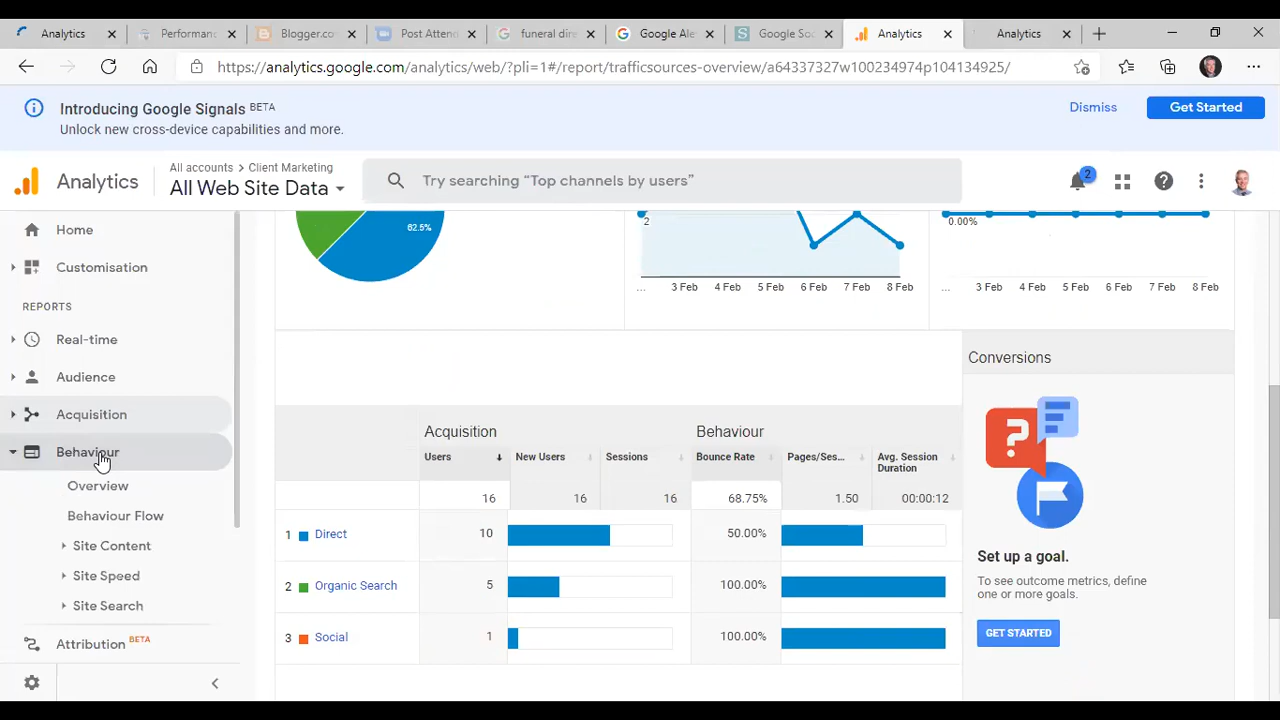 Analytics
Performanc
Blogger.co
Post Attend
funeral dire
Google Ale
Google Soc
Analytics
Analytics
https://analytics.google.com/analytics/web/?pli=1#/report/trafficsources-overview/a64337327w100234974p104134925/
Introducing Google Signals BETA
Unlock new cross-device capabilities and more.
Dismiss
Get Started
Analytics
All accounts > Client Marketing
All Web Site Data
Try searching “Top channels by users”
2
Home
Customisation
REPORTS
Real-time
Audience
Acquisition
Behaviour
Overview
Behaviour Flow
Site Content
Site Speed
Site Search
Attribution BETA
62.5%
2
... 3 Feb 4 Feb 5 Feb 6 Feb 7 Feb 8 Feb
0.00%
... 3 Feb 4 Feb 5 Feb 6 Feb 7 Feb 8 Feb
Acquisition Behaviour
Users New Users Sessions Bounce Rate Pages/Ses... Avg. Session Duration
16 16 16 68.75% 1.50 00:00:12
1 Direct 10 50.00%
2 Organic Search 5 100.00%
3 Social 1 100.00%
Conversions
Set up a goal.
To see outcome metrics, define
one or more goals.
GET STARTED